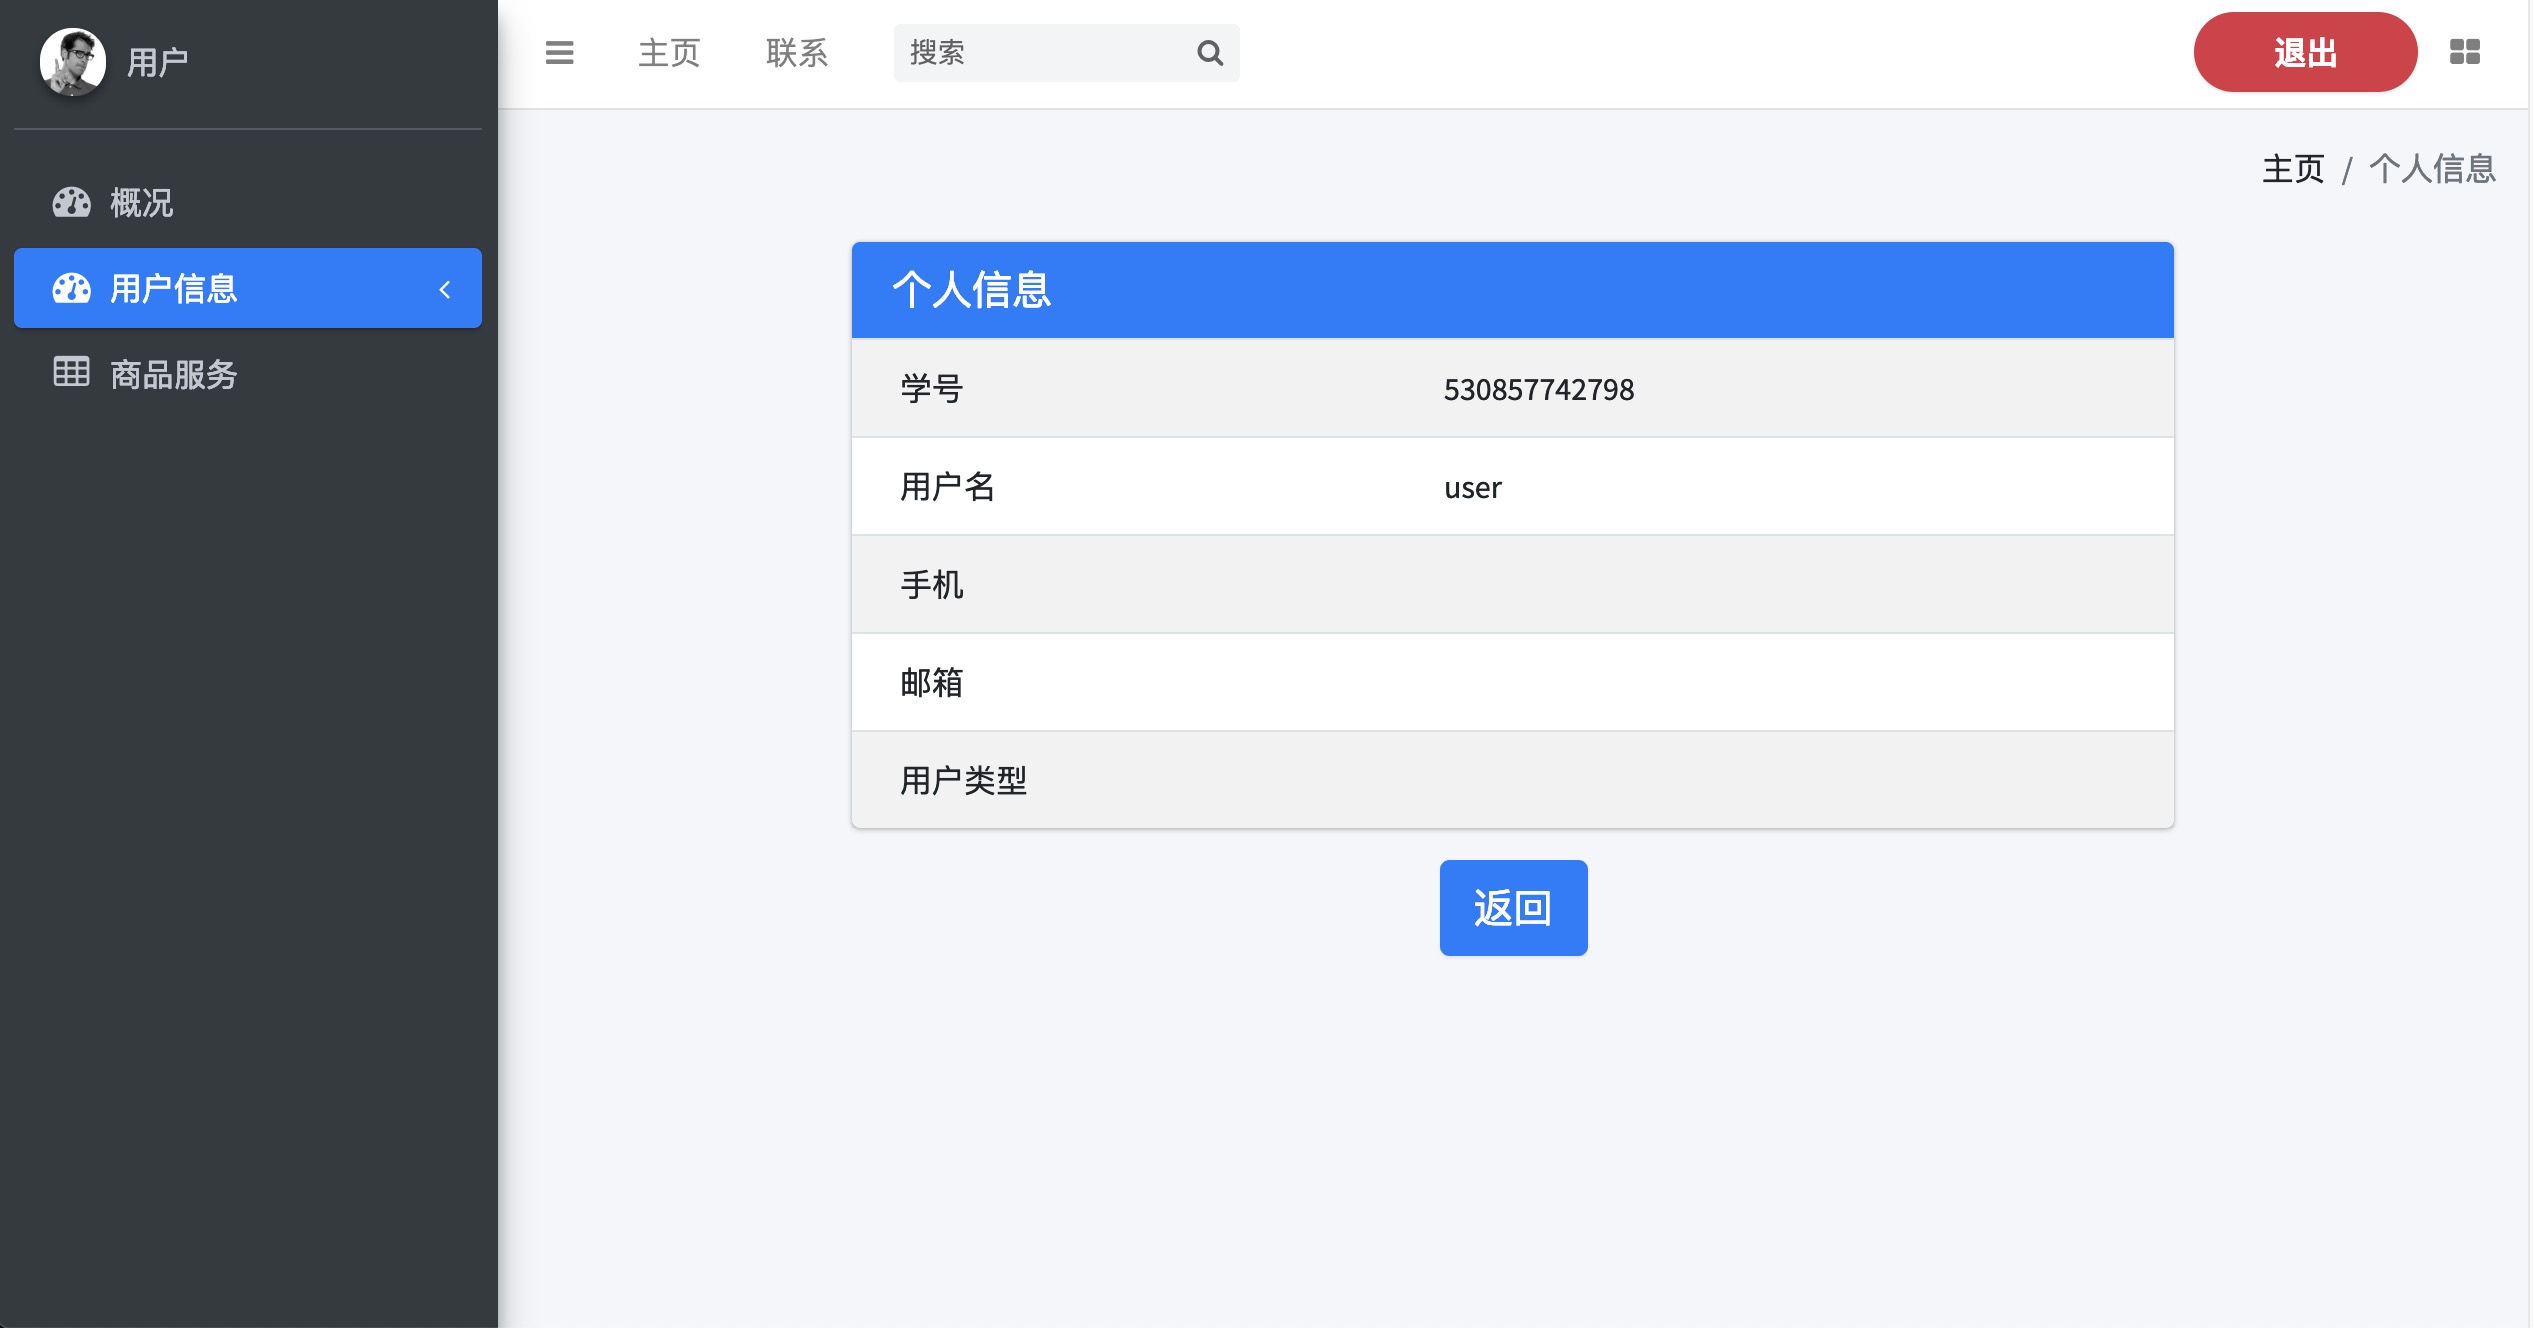 用户
概况
用户信息
商品服务
主页 联系 搜索 退出
主页 / 个人信息
个人信息
学号 530857742798
用户名 user
手机
邮箱
用户类型
返回